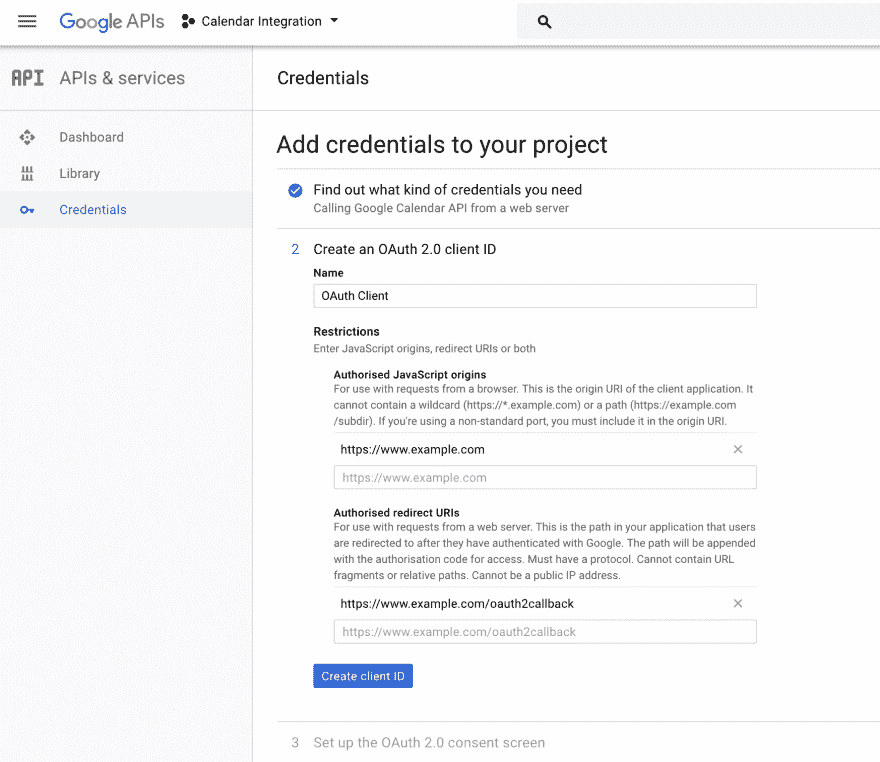 Google APIs
Calendar Integration
API APIs & services
Credentials
Dashboard
Library
Credentials
Add credentials to your project
Find out what kind of credentials you need
Calling Google Calendar API from a web server
2 Create an OAuth 2.0 client ID
Name
OAuth Client
Restrictions
Enter JavaScript origins, redirect URIs or both
Authorised JavaScript origins
For use with requests from a browser. This is the origin URI of the client application. It
cannot contain a wildcard (https://*.example.com) or a path (https://example.com
/subdir). If you're using a non-standard port, you must include it in the origin URI.
https://www.example.com
https://www.example.com
Authorised redirect URIs
For use with requests from a web server. This is the path in your application that users
are redirected to after they have authenticated with Google. The path will be appended
with the authorisation code for access. Must have a protocol. Cannot contain URL
fragments or relative paths. Cannot be a public IP address.
https://www.example.com/oauth2callback
https://www.example.com/oauth2callback
Create client ID
3 Set up the OAuth 2.0 consent screen